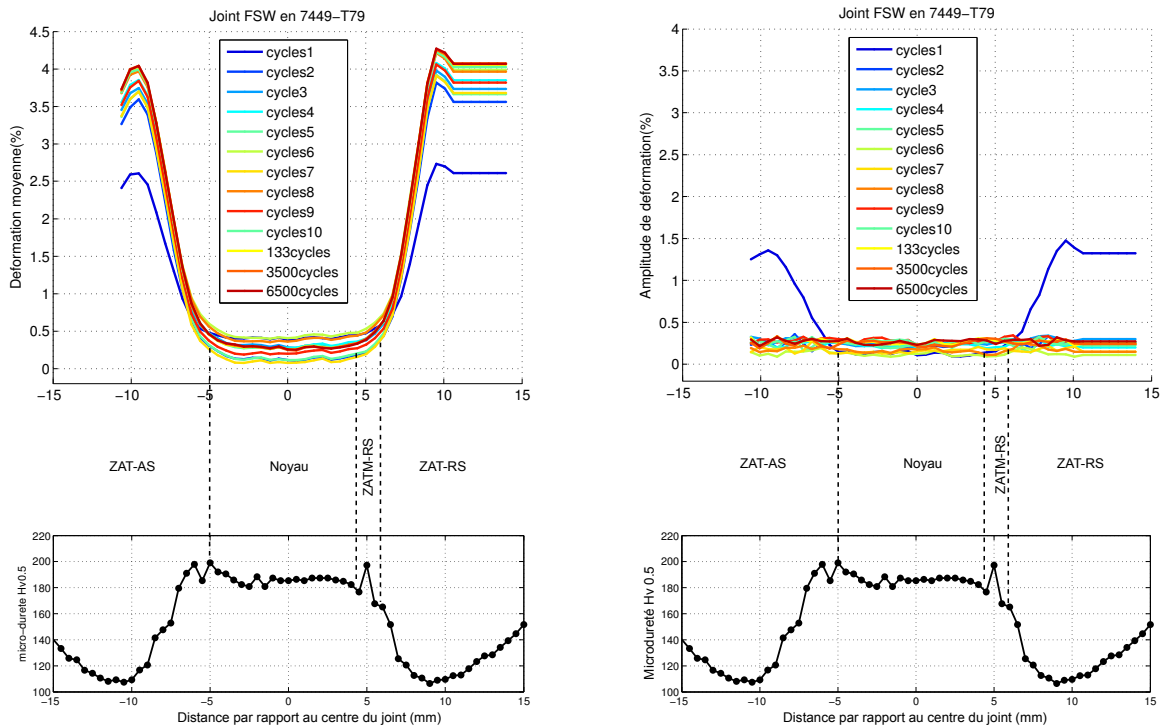 Joint FSW en 7449−T79
Deformation moyenne(%)
4.5
4
3.5
3
2.5
2
1.5
1
0.5
0
−15
−10
−5
0
5
10
15
cycles1
cycles2
cycle3
cycles4
cycles5
cycles6
cycles7
cycles8
cycles9
cycles10
133cycles
3500cycles
6500cycles
ZAT-AS
Noyau
ZATM-RS
ZAT-RS
micro−durete Hv0.5
220
200
180
160
140
120
100
−15
−10
−5
0
5
10
15
Distance par rapport au centre du joint (mm)
Joint FSW en 7449−T79
Amplitude de deformation(%)
4
3.5
3
2.5
2
1.5
1
0.5
0
−15
−10
−5
0
5
10
15
cycles1
cycles2
cycle3
cycles4
cycles5
cycles6
cycles7
cycles8
cycles9
cycles10
133cycles
3500cycles
6500cycles
ZAT-AS
Noyau
ZATM-RS
ZAT-RS
Microdureté Hv 0.5
220
200
180
160
140
120
100
−15
−10
−5
0
5
10
15
Distance par rapport au centre du joint (mm)